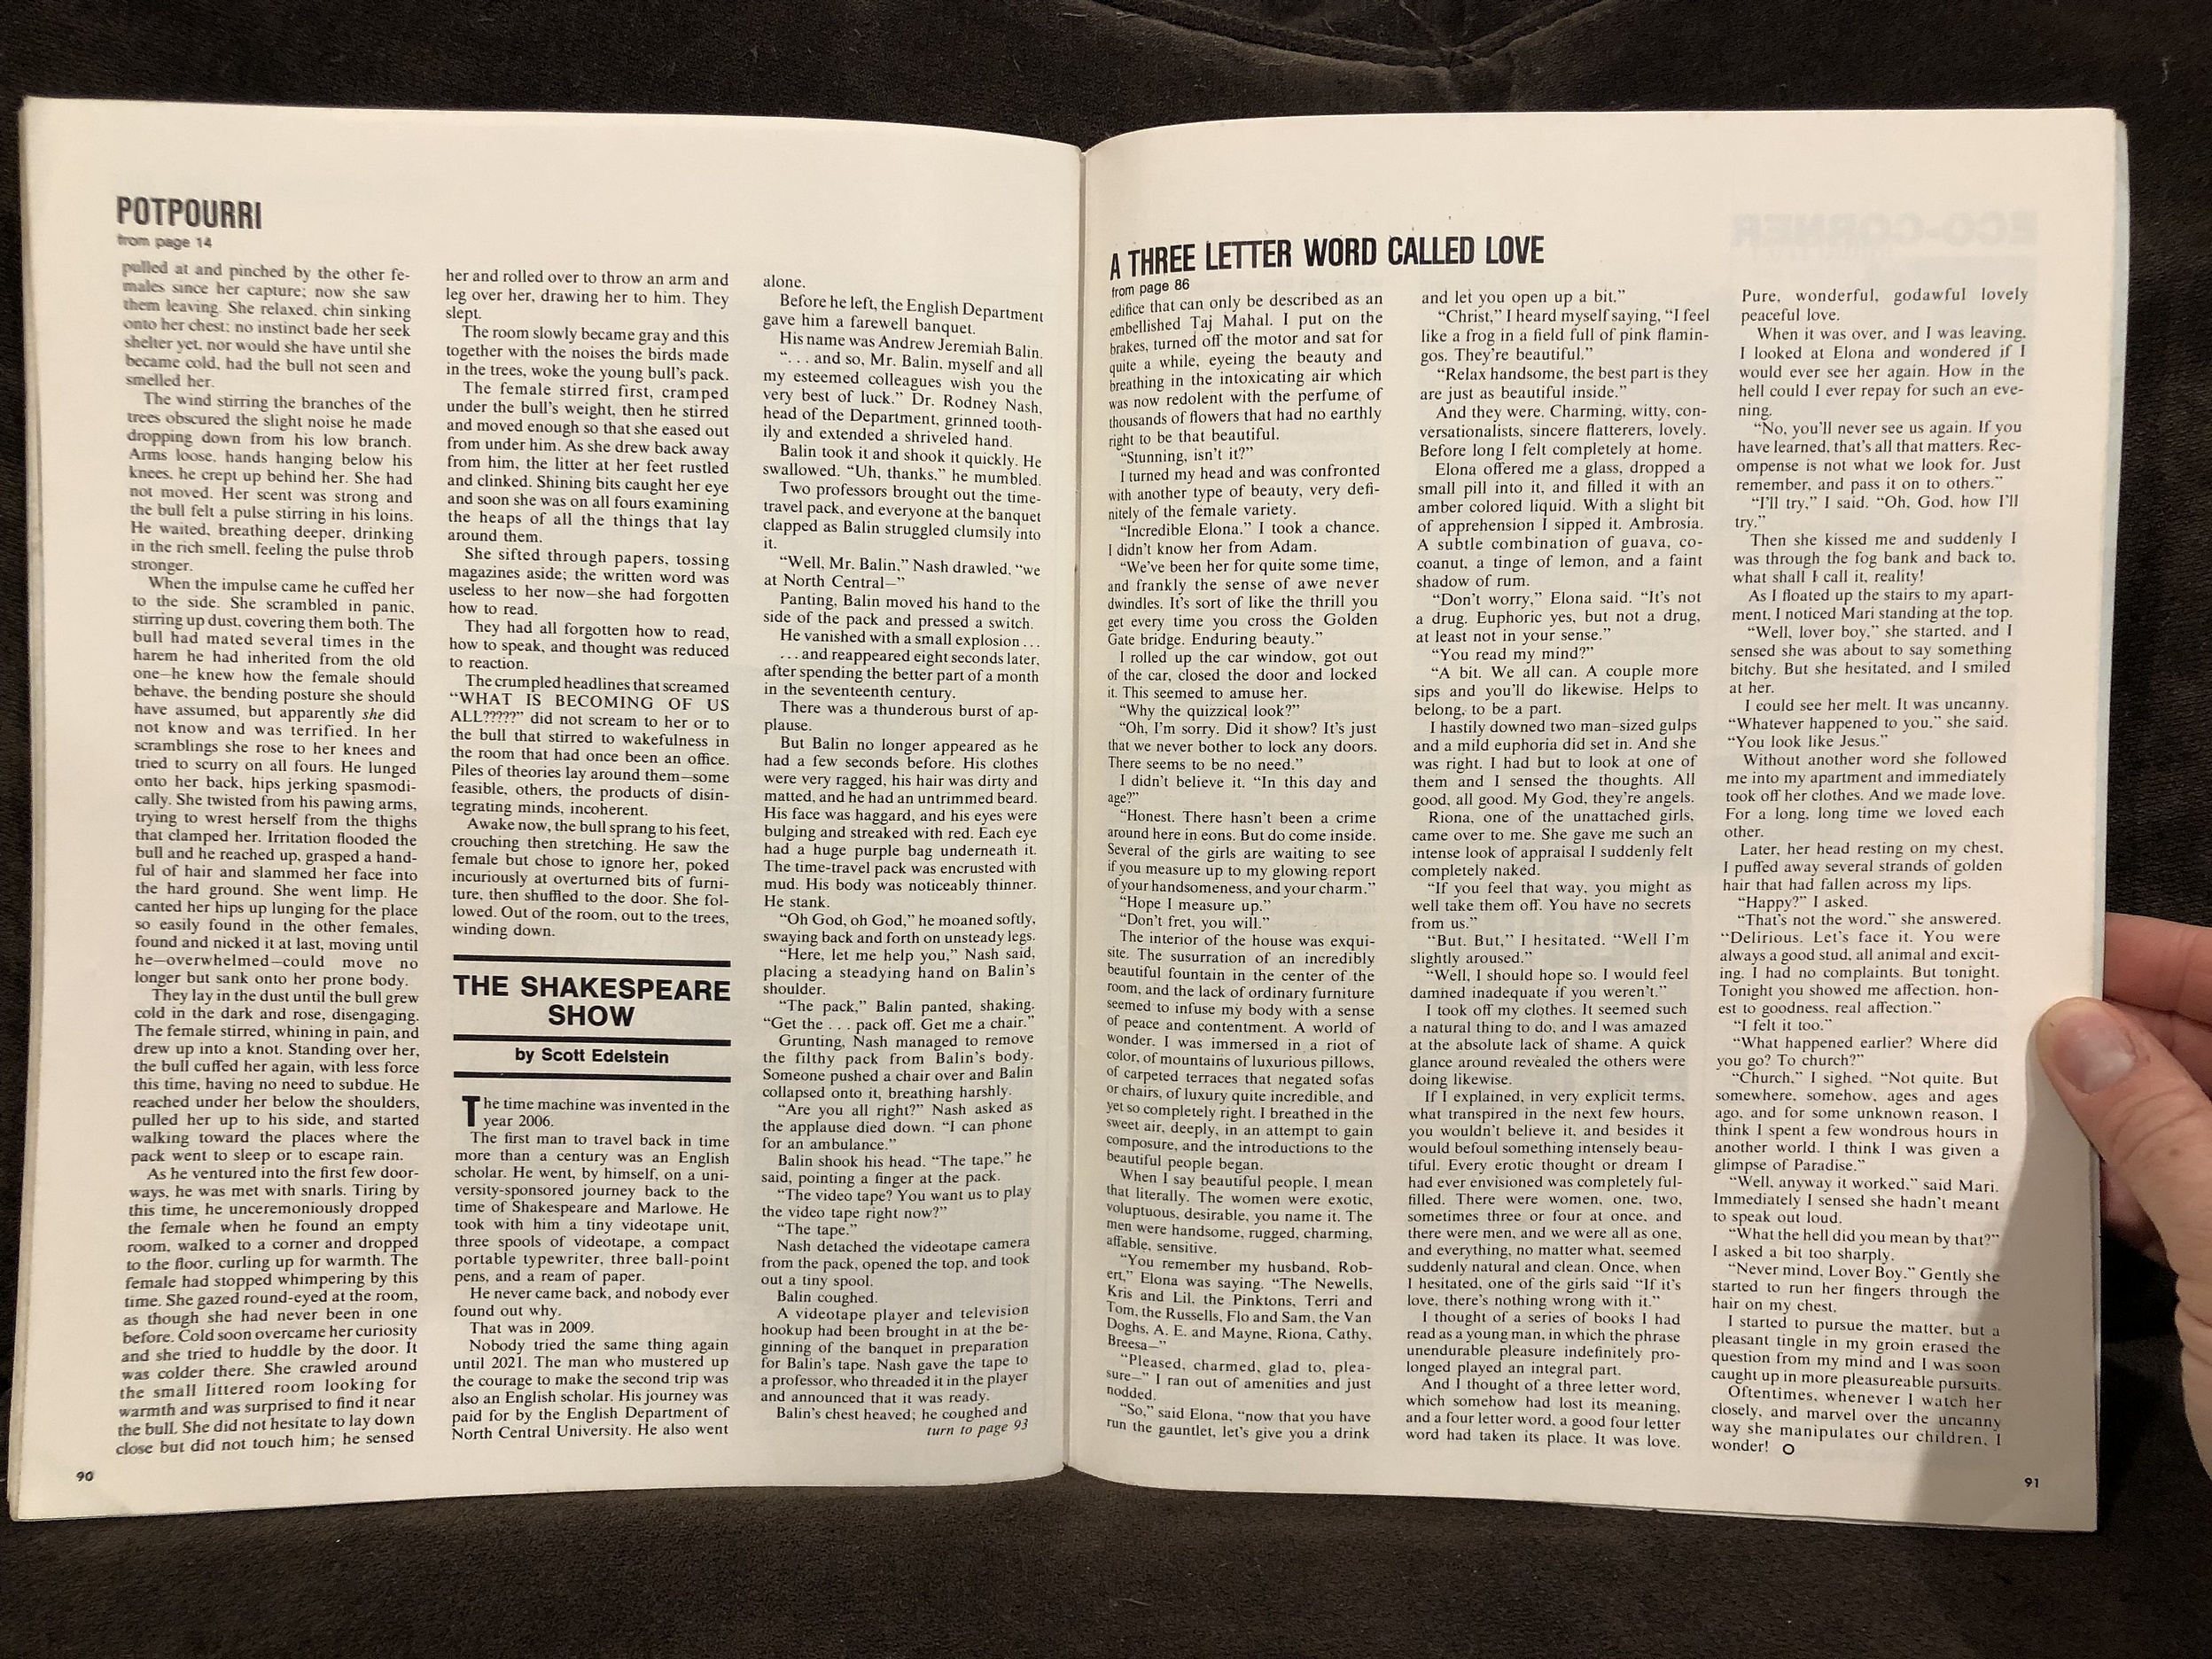 POTPOURRI
from page 14
pulled at and pinched by the other fe-
males since her capture; now she saw
them leaving. She relaxed, chin sinking
onto her chest; no instinct bade her seek
shelter yet, nor would she have until she
became cold, had the bull not seen and
smelled her.
The wind stirring the branches of the
trees obscured the slight noise he made
dropping down from his low branch.
Arms loose, hands hanging below his
knees, he crept up behind her. She had
not moved. Her scent was strong and
the bull felt a pulse stirring in his loins.
He waited, breathing deeper, drinking
in the rich smell, feeling the pulse throb
stronger.
When the impulse came he cuffed her
to the side. She scrambled in panic,
stirring up dust, covering them both. The
bull had mated several times in the
harem he had inherited from the old
one—he knew how the female should
behave, the bending posture she should
have assumed, but apparently she did
not know and was terrified. In her
scramblings she rose to her knees and
tried to scurry on all fours. He lunged
onto her back, hips jerking spasmodi-
cally. She twisted from his pawing arms,
trying to wrest herself from the thighs
that clamped her. Irritation flooded the
bull and he reached up, grasped a hand-
ful of hair and slammed her face into
the hard ground. She went limp. He
canted her hips up lunging for the place
so easily found in the other females,
found and nicked it at last, moving until
he—overwhelmed—could move no
longer but sank onto her prone body.
They lay in the dust until the bull grew
cold in the dark and rose, disengaging.
The female stirred, whining in pain, and
drew up into a knot. Standing over her,
the bull cuffed her again, with less force
this time, having no need to subdue. He
reached under her below the shoulders,
pulled her up to his side, and started
walking toward the places where the
pack went to sleep or to escape rain.
As he ventured into the first few door-
ways, he was met with snarls. Tiring by
this time, he unceremoniously dropped
the female when he found an empty
room, walked to a corner and dropped
to the floor, curling up for warmth. The
female had stopped whimpering by this
time. She gazed round-eyed at the room,
as though she had never been in one
before. Cold soon overcame her curiosity
and she tried to huddle by the door. It
was colder there. She crawled around
the small littered room looking for
warmth and was surprised to find it near
the bull. She did not hesitate to lay down
close but did not touch him; he sensed
her and rolled over to throw an arm and
leg over her, drawing her to him. They
slept.
The room slowly became gray and this
together with the noises the birds made
in the trees, woke the young bull's pack.
The female stirred first, cramped
under the bull's weight, then he stirred
and moved enough so that she eased out
from under him. As she drew back away
from him, the litter at her feet rustled
and clinked. Shining bits caught her eye
and soon she was on all fours examining
the heaps of all the things that lay
around them.
She sifted through papers, tossing
magazines aside; the written word was
useless to her now—she had forgotten
how to read.
They had all forgotten how to read,
how to speak, and thought was reduced
to reaction.
The crumpled headlines that screamed
“WHAT IS BECOMING OF US
ALL?????” did not scream to her or to
the bull that stirred to wakefulness in
the room that had once been an office.
Piles of theories lay around them—some
feasible, others, the products of disin-
tegrating minds, incoherent.
Awake now, the bull sprang to his feet,
crouching then stretching. He saw the
female but chose to ignore her, poked
incuriously at overturned bits of furni-
ture, then shuffled to the door. She fol-
lowed. Out of the room, out to the trees,
winding down.
THE SHAKESPEARE
SHOW
by Scott Edelstein
The time machine was invented in the
year 2006.
The first man to travel back in time
more than a century was an English
scholar. He went, by himself, on a uni-
versity-sponsored journey back to the
time of Shakespeare and Marlowe. He
took with him a tiny videotape unit,
three spools of videotape, a compact
portable typewriter, three ball-point
pens, and a ream of paper.
He never came back, and nobody ever
found out why.
That was in 2009.
Nobody tried the same thing again
until 2021. The man who mustered up
the courage to make the second trip was
also an English scholar. His journey was
paid for by the English Department of
North Central University. He also went
alone.
Before he left, the English Department
gave him a farewell banquet.
His name was Andrew Jeremiah Balin.
“. . . and so, Mr. Balin, myself and all
my esteemed colleagues wish you the
very best of luck.” Dr. Rodney Nash,
head of the Department, grinned tooth-
ily and extended a shriveled hand.
Balin took it and shook it quickly. He
swallowed. “Uh, thanks,” he mumbled.
Two professors brought out the time-
travel pack, and everyone at the banquet
clapped as Balin struggled clumsily into
it.
“Well, Mr. Balin,” Nash drawled, “we
at North Central—”
Panting, Balin moved his hand to the
side of the pack and pressed a switch.
He vanished with a small explosion . . .
. . . and reappeared eight seconds later,
after spending the better part of a month
in the seventeenth century.
There was a thunderous burst of ap-
plause.
But Balin no longer appeared as he
had a few seconds before. His clothes
were very ragged, his hair was dirty and
matted, and he had an untrimmed beard.
His face was haggard, and his eyes were
bulging and streaked with red. Each eye
had a huge purple bag underneath it.
The time-travel pack was encrusted with
mud. His body was noticeably thinner.
He stank.
“Oh God, oh God,” he moaned softly,
swaying back and forth on unsteady legs.
“Here, let me help you,” Nash said,
placing a steadying hand on Balin's
shoulder.
“The pack,” Balin panted, shaking.
“Get the . . . pack off. Get me a chair.”
Grunting, Nash managed to remove
the filthy pack from Balin's body.
Someone pushed a chair over and Balin
collapsed onto it, breathing harshly.
“Are you all right?” Nash asked as
the applause died down. “I can phone
for an ambulance.”
Balin shook his head. “The tape,” he
said, pointing a finger at the pack.
“The video tape? You want us to play
the video tape right now?”
“The tape.”
Nash detached the videotape camera
from the pack, opened the top, and took
out a tiny spool.
Balin coughed.
A videotape player and television
hookup had been brought in at the be-
ginning of the banquet in preparation
for Balin's tape. Nash gave the tape to
a professor, who threaded it in the player
and announced that it was ready.
Balin's chest heaved; he coughed and
turn to page 93
90
A THREE LETTER WORD CALLED LOVE
from page 86
edifice that can only be described as an
embellished Taj Mahal. I put on the
brakes, turned off the motor and sat for
quite a while, eyeing the beauty and
breathing in the intoxicating air which
was now redolent with the perfume of
thousands of flowers that had no earthly
right to be that beautiful.
“Stunning, isn't it?”
I turned my head and was confronted
with another type of beauty, very defi-
nitely of the female variety.
“Incredible Elona.” I took a chance.
I didn't know her from Adam.
“We've been her for quite some time,
and frankly the sense of awe never
dwindles. It's sort of like the thrill you
get every time you cross the Golden
Gate bridge. Enduring beauty.”
I rolled up the car window, got out
of the car, closed the door and locked
it. This seemed to amuse her.
“Why the quizzical look?”
“Oh, I'm sorry. Did it show? It's just
that we never bother to lock any doors.
There seems to be no need.”
I didn't believe it. “In this day and
age?”
“Honest. There hasn't been a crime
around here in eons. But do come inside.
Several of the girls are waiting to see
if you measure up to my glowing report
of your handsomeness, and your charm.”
“Hope I measure up.”
“Don't fret, you will.”
The interior of the house was exqui-
site. The susurration of an incredibly
beautiful fountain in the center of the
room, and the lack of ordinary furniture
seemed to infuse my body with a sense
of peace and contentment. A world of
wonder. I was immersed in a riot of
color, of mountains of luxurious pillows,
of carpeted terraces that negated sofas
or chairs, of luxury quite incredible, and
yet so completely right. I breathed in the
sweet air, deeply, in an attempt to gain
composure, and the introductions to the
beautiful people began.
When I say beautiful people, I mean
that literally. The women were exotic,
voluptuous, desirable, you name it. The
men were handsome, rugged, charming,
affable, sensitive.
“You remember my husband, Rob-
ert,” Elona was saying. “The Newells,
Kris and Lil, the Pinktons, Terri and
Tom, the Russells, Flo and Sam, the Van
Doghs, A. E. and Mayne, Riona, Cathy,
Breesa—”
“Pleased, charmed, glad to, plea-
sure—” I ran out of amenities and just
nodded.
“So,” said Elona, “now that you have
run the gauntlet, let's give you a drink
and let you open up a bit.”
“Christ,” I heard myself saying, “I feel
like a frog in a field full of pink flamin-
gos. They're beautiful.”
“Relax handsome, the best part is they
are just as beautiful inside.”
And they were. Charming, witty, con-
versationalists, sincere flatterers, lovely.
Before long I felt completely at home.
Elona offered me a glass, dropped a
small pill into it, and filled it with an
amber colored liquid. With a slight bit
of apprehension I sipped it. Ambrosia.
A subtle combination of guava, co-
coanut, a tinge of lemon, and a faint
shadow of rum.
“Don't worry,” Elona said. “It's not
a drug. Euphoric yes, but not a drug,
at least not in your sense.”
“You read my mind?”
“A bit. We all can. A couple more
sips and you'll do likewise. Helps to
belong, to be a part.
I hastily downed two man-sized gulps
and a mild euphoria did set in. And she
was right. I had but to look at one of
them and I sensed the thoughts. All
good, all good. My God, they're angels.
Riona, one of the unattached girls,
came over to me. She gave me such an
intense look of appraisal I suddenly felt
completely naked.
“If you feel that way, you might as
well take them off. You have no secrets
from us.”
“But. But,” I hesitated. “Well I'm
slightly aroused.”
“Well, I should hope so. I would feel
damned inadequate if you weren't.”
I took off my clothes. It seemed such
a natural thing to do, and I was amazed
at the absolute lack of shame. A quick
glance around revealed the others were
doing likewise.
If I explained, in very explicit terms,
what transpired in the next few hours,
you wouldn't believe it, and besides it
would befoul something intensely beau-
tiful. Every erotic thought or dream I
had ever envisioned was completely ful-
filled. There were women, one, two,
sometimes three or four at once, and
there were men, and we were all as one,
and everything, no matter what, seemed
suddenly natural and clean. Once, when
I hesitated, one of the girls said “If it's
love, there's nothing wrong with it.”
I thought of a series of books I had
read as a young man, in which the phrase
unendurable pleasure indefinitely pro-
longed played an integral part.
And I thought of a three letter word,
which somehow had lost its meaning,
and a four letter word, a good four letter
word had taken its place. It was love.
Pure, wonderful, godawful lovely
peaceful love.
When it was over, and I was leaving,
I looked at Elona and wondered if I
would ever see her again. How in the
hell could I ever repay for such an eve-
ning.
“No, you'll never see us again. If you
have learned, that's all that matters. Rec-
ompense is not what we look for. Just
remember, and pass it on to others.”
“I'll try,” I said. “Oh, God, how I'll
try.”
Then she kissed me and suddenly I
was through the fog bank and back to,
what shall I call it, reality!
As I floated up the stairs to my apart-
ment, I noticed Mari standing at the top.
“Well, lover boy,” she started, and I
sensed she was about to say something
bitchy. But she hesitated, and I smiled
at her.
I could see her melt. It was uncanny.
“Whatever happened to you,” she said.
“You look like Jesus.”
Without another word she followed
me into my apartment and immediately
took off her clothes. And we made love.
For a long, long time we loved each
other.
Later, her head resting on my chest,
I puffed away several strands of golden
hair that had fallen across my lips.
“Happy?” I asked.
“That's not the word,” she answered.
“Delirious. Let's face it. You were
always a good stud, all animal and excit-
ing. I had no complaints. But tonight.
Tonight you showed me affection, hon-
est to goodness, real affection.”
“I felt it too.”
“What happened earlier? Where did
you go? To church?”
“Church,” I sighed. “Not quite. But
somewhere, somehow, ages and ages
ago, and for some unknown reason, I
think I spent a few wondrous hours in
another world. I think I was given a
glimpse of Paradise.”
“Well, anyway it worked,” said Mari.
Immediately I sensed she hadn't meant
to speak out loud.
“What the hell did you mean by that?”
I asked a bit too sharply.
“Never mind, Lover Boy.” Gently she
started to run her fingers through the
hair on my chest.
I started to pursue the matter, but a
pleasant tingle in my groin erased the
question from my mind and I was soon
caught up in more pleasureable pursuits.
Oftentimes, whenever I watch her
closely, and marvel over the uncanny
way she manipulates our children, I
wonder!
91
ECO-CORNER